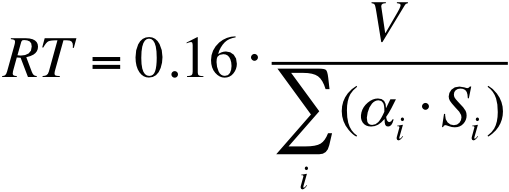 RT = 0.16 · V / ∑_i (α_i · S_i)